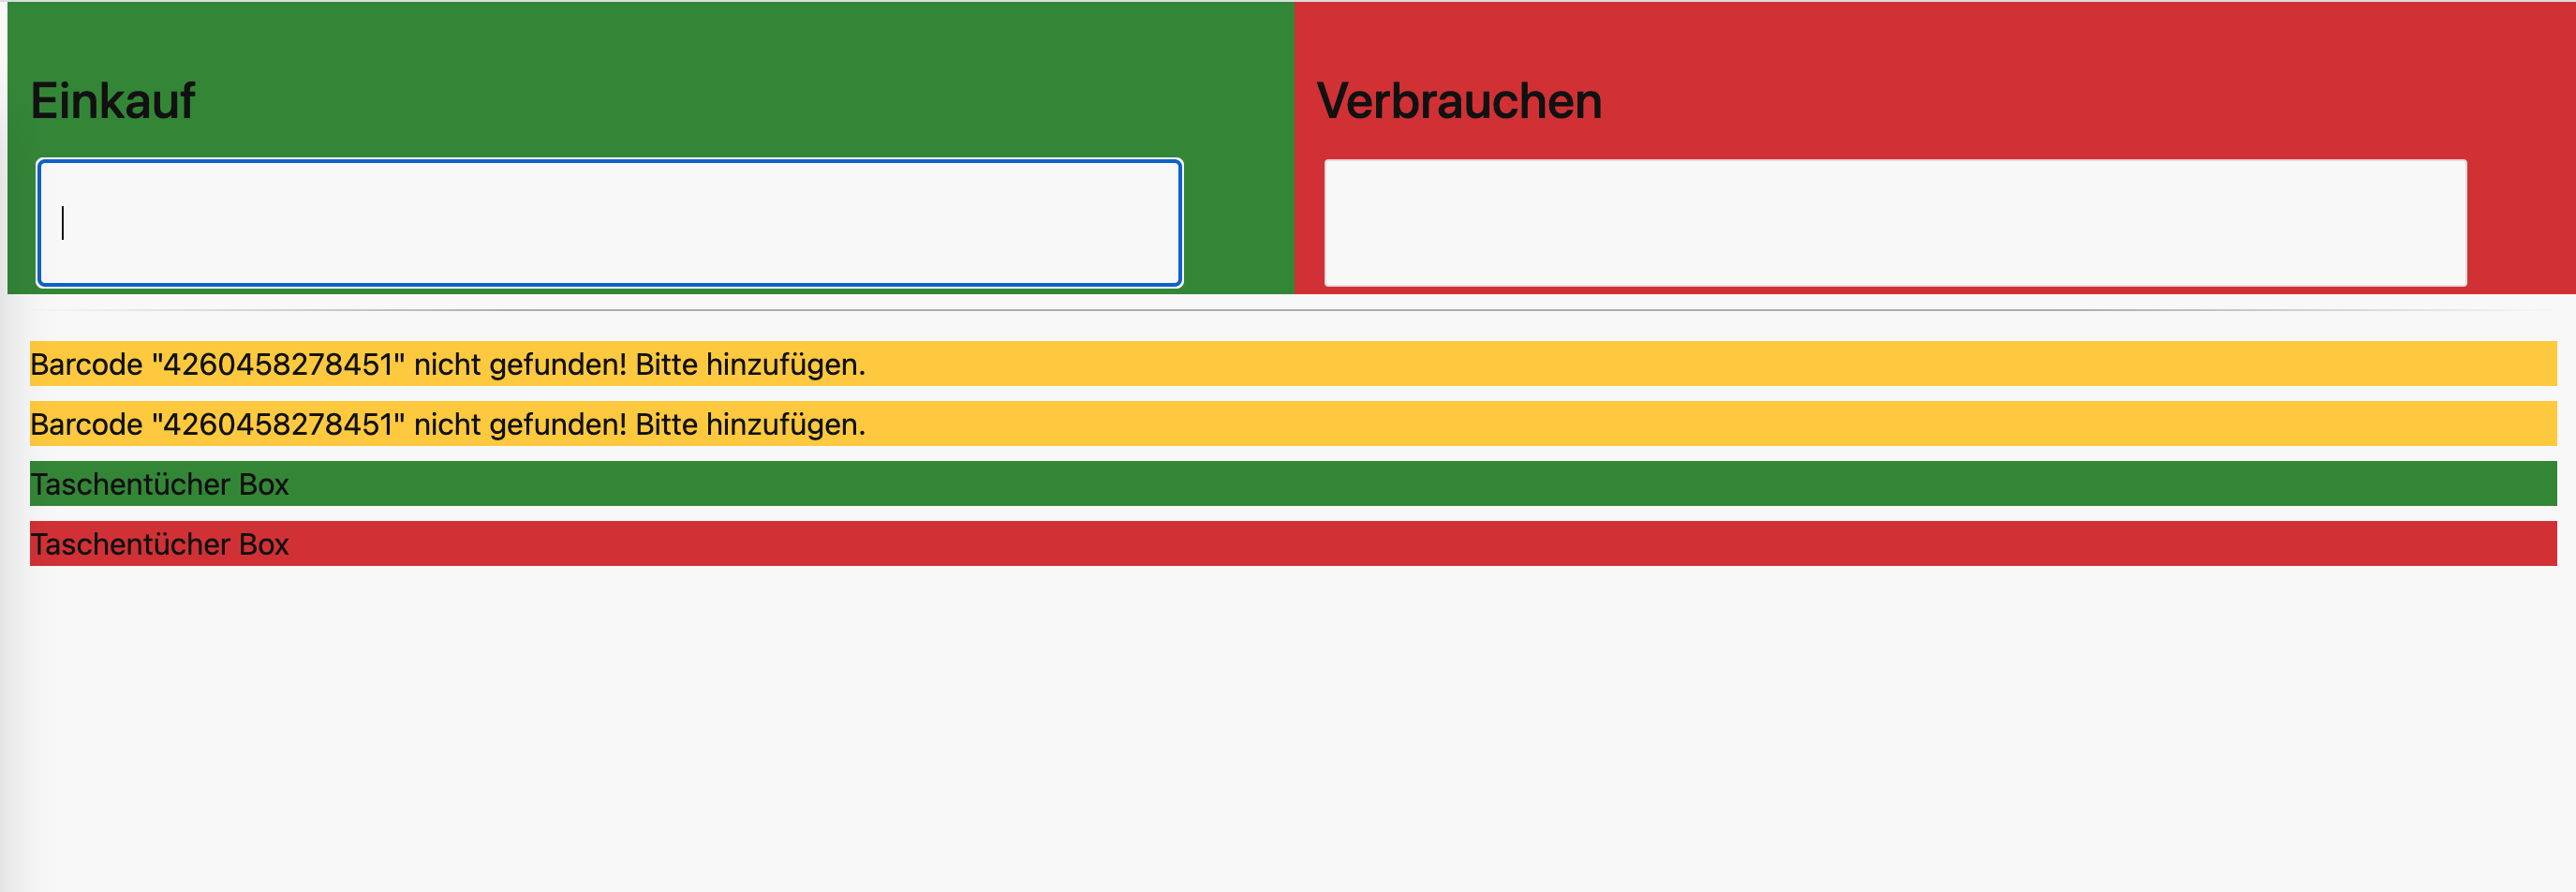 Einkauf
Verbrauchen
Barcode "4260458278451" nicht gefunden! Bitte hinzufügen.
Barcode "4260458278451" nicht gefunden! Bitte hinzufügen.
Taschentücher Box
Taschentücher Box